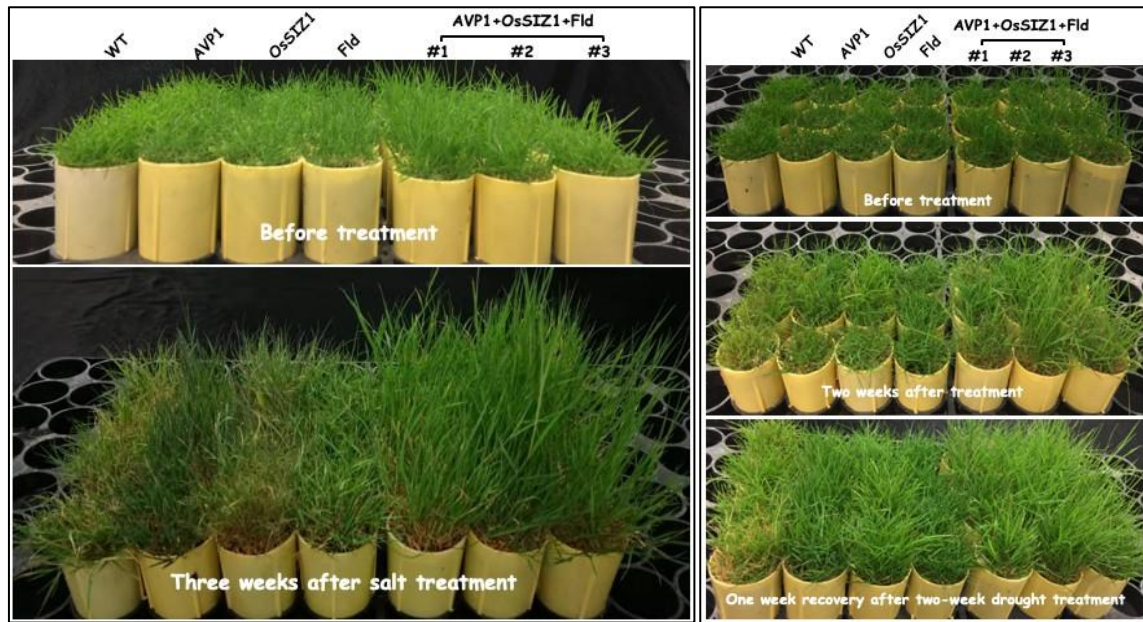 AVP1+OsSIZ1+Fld
WT AVP1 OsSIZ1 Fld #1 #2 #3
Before treatment
Three weeks after salt treatment
AVP1+OsSIZ1+Fld
WT AVP1 OsSIZ1 Fld #1 #2 #3
Before treatment
Two weeks after treatment
One week recovery after two-week drought treatment